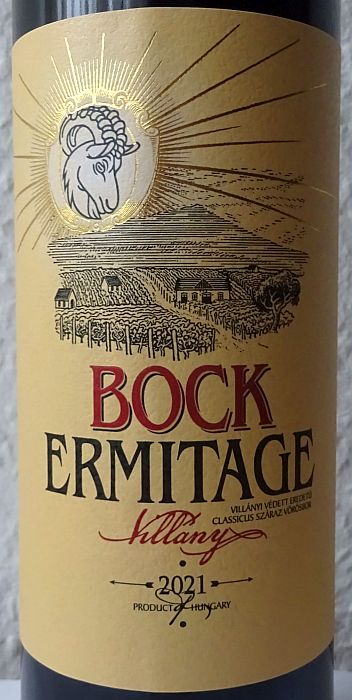 BOCK
ERMITAGE
VILLÁNYI VÉDETT EREDETŰ
CLASSICUS SZÁRAZ VÖRÖSBOR
Villány
2021
PRODUCT of HUNGARY